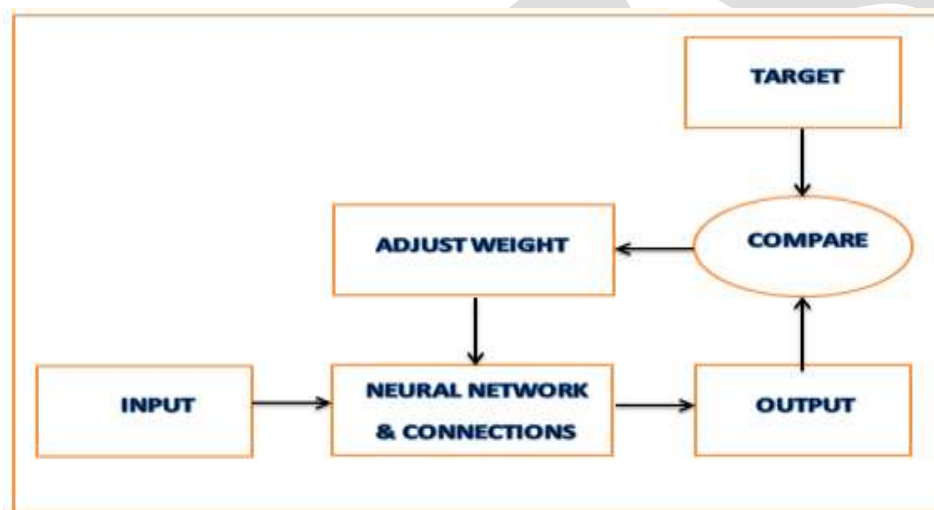 TARGET
ADJUST WEIGHT
COMPARE
INPUT
NEURAL NETWORK
& CONNECTIONS
OUTPUT